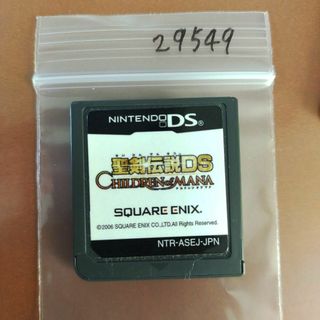 29549
NINTENDO DS
聖剣伝説DS
CHILDREN of MANA
SQUARE ENIX.
©2006 SQUARE ENIX CO.,LTD.All Rights Reserved.
NTR-ASEJ-JPN